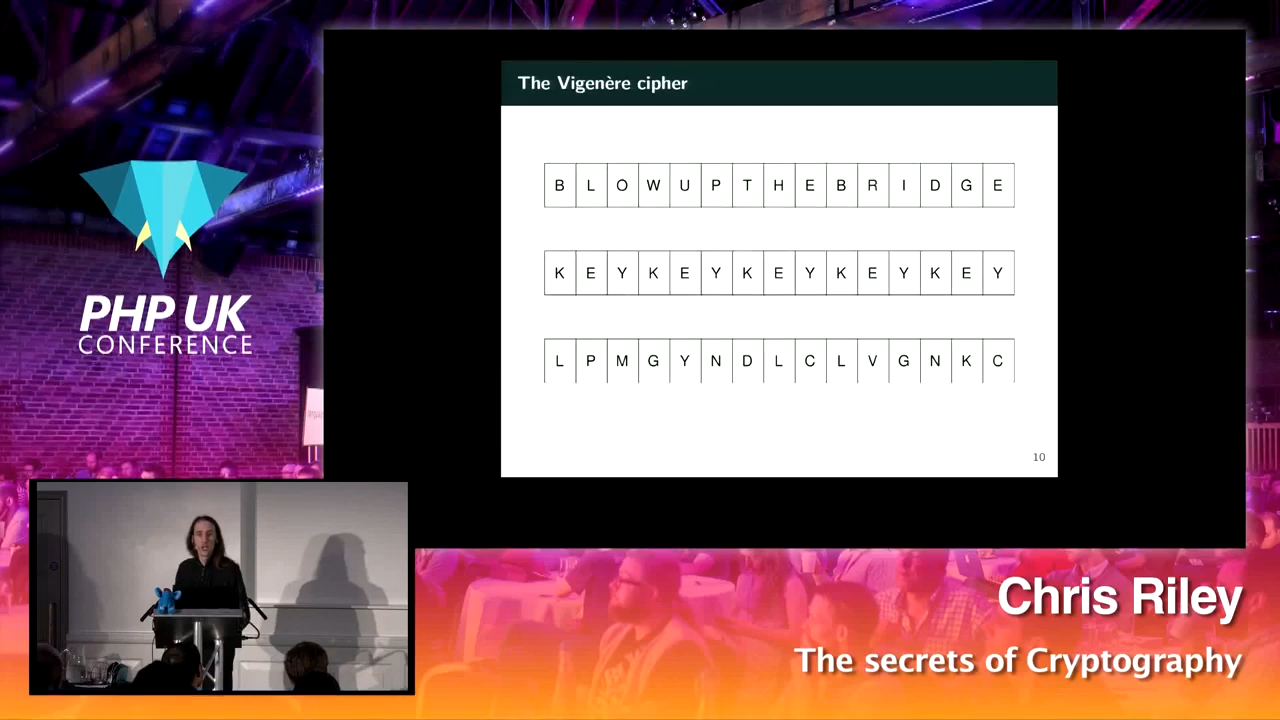 The Vigenère cipher
B L O W U P T H E B R I D G E
K E Y K E Y K E Y K E Y K E Y
L P M G Y N D L C L V G N K C
10
PHP UK
CONFERENCE
Chris Riley
The secrets of Cryptography